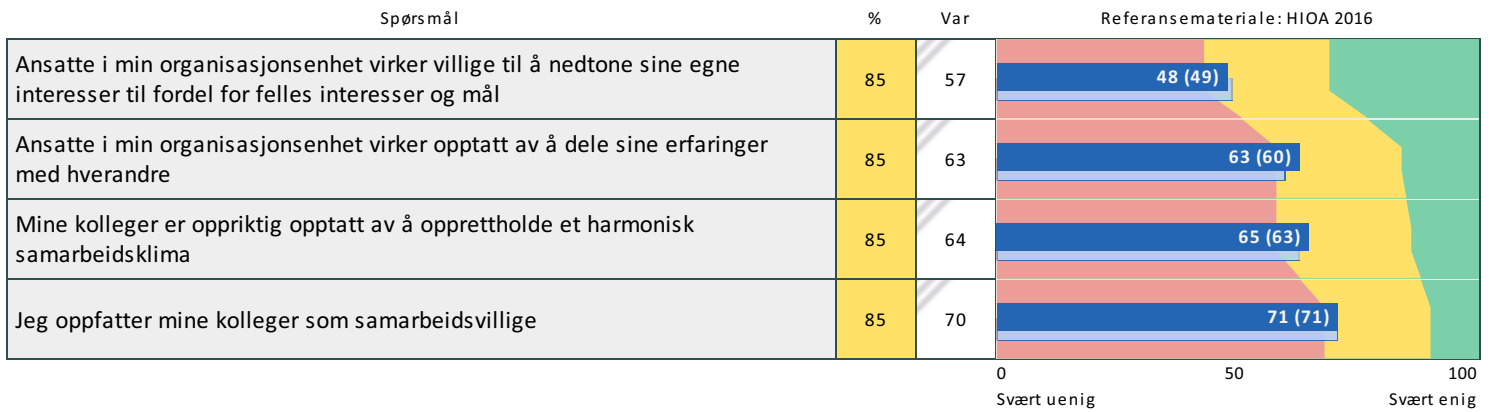 Spørsmål % Var Referansemateriale: HIOA 2016
Ansatte i min organisasjonsenhet virker villige til å nedtone sine egne
interesser til fordel for felles interesser og mål
85 57 48 (49)
Ansatte i min organisasjonsenhet virker opptatt av å dele sine erfaringer
med hverandre
85 63 63 (60)
Mine kolleger er oppriktig opptatt av å opprettholde et harmonisk
samarbeidsklima
85 64 65 (63)
Jeg oppfatter mine kolleger som samarbeidsvillige 85 70 71 (71)
0 50 100
Svært uenig Svært enig